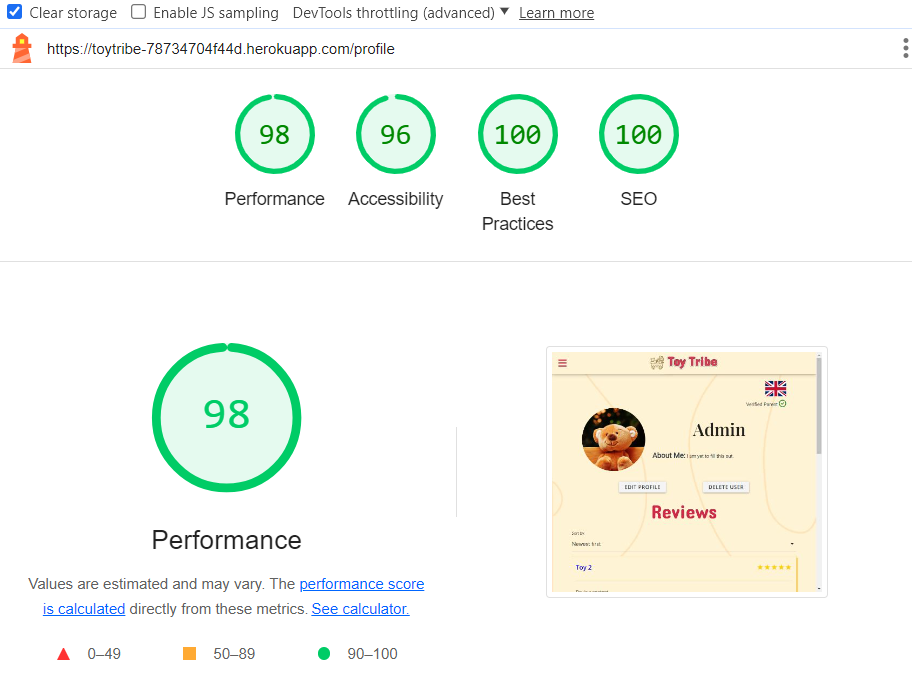 Clear storage Enable JS sampling DevTools throttling (advanced) Learn more
https://toytribe-78734704f44d.herokuapp.com/profile
98 96 100 100
Performance Accessibility Best Practices SEO
98
Performance
Values are estimated and may vary. The performance score
is calculated directly from these metrics. See calculator.
0–49 50–89 90–100
Toy Tribe
Verified Parent
Admin
About Me: I am yet to fill this out.
EDIT PROFILE DELETE USER
Reviews
Sort by
Newest first
Toy 2